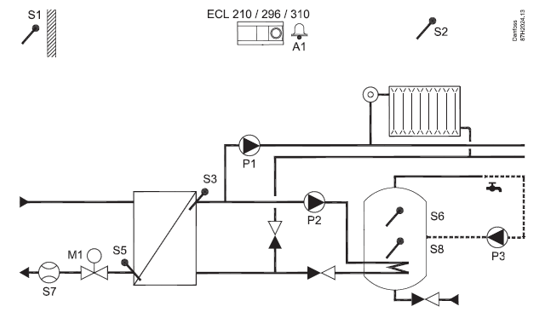 S1
ECL 210 / 296 / 310
A1
S2
Danfoss
87H2024.13
P1
S3
P2
S6
S8
P3
M1
S5
S7